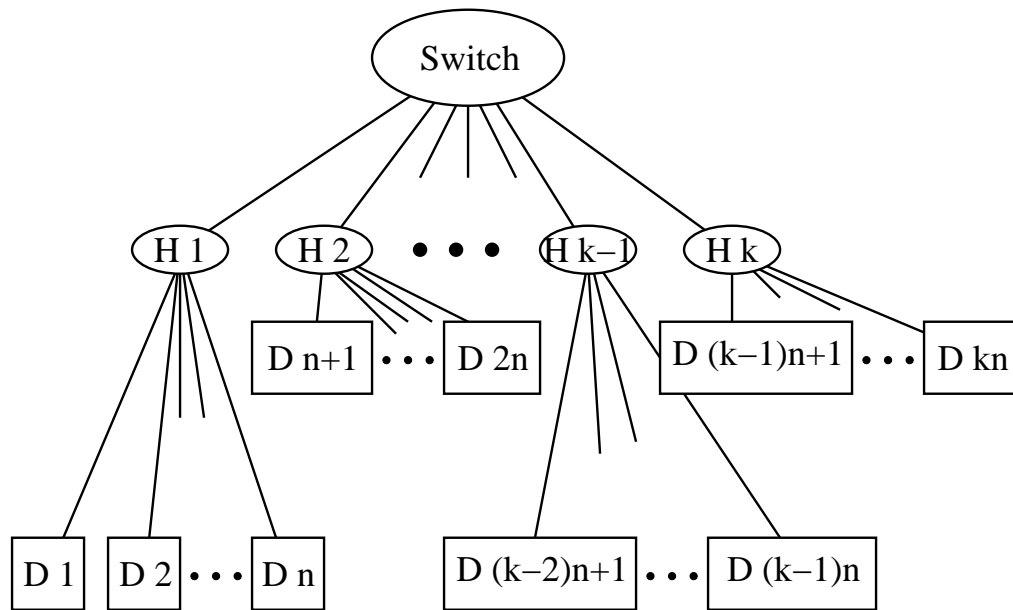 Switch
H 1
H 2
H k−1
H k
D n+1
D 2n
D (k−1)n+1
D kn
D 1
D 2
D n
D (k−2)n+1
D (k−1)n